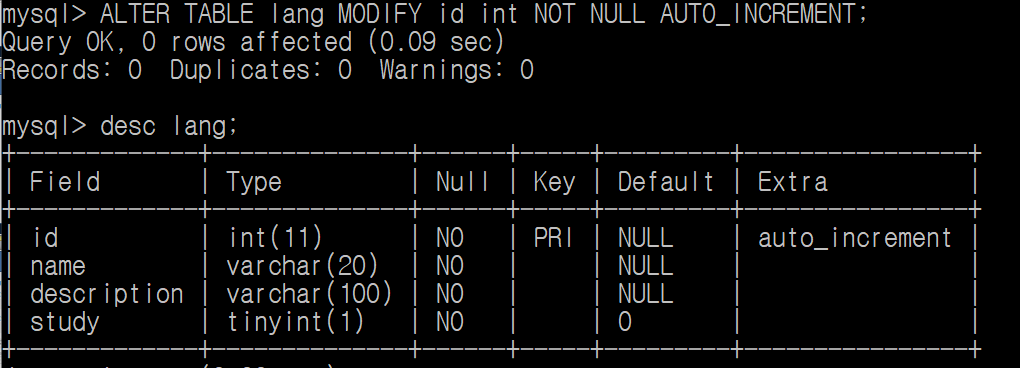 mysql> ALTER TABLE lang MODIFY id int NOT NULL AUTO_INCREMENT;
Query OK, 0 rows affected (0.09 sec)
Records: 0  Duplicates: 0  Warnings: 0
mysql> desc lang;
+-------------+--------------+------+-----+---------+----------------+
| Field       | Type         | Null | Key | Default | Extra          |
+-------------+--------------+------+-----+---------+----------------+
| id          | int(11)      | NO   | PRI | NULL    | auto_increment |
| name        | varchar(20)  | NO   |     | NULL    |                |
| description | varchar(100) | NO   |     | NULL    |                |
| study       | tinyint(1)   | NO   |     | 0       |                |
+-------------+--------------+------+-----+---------+----------------+